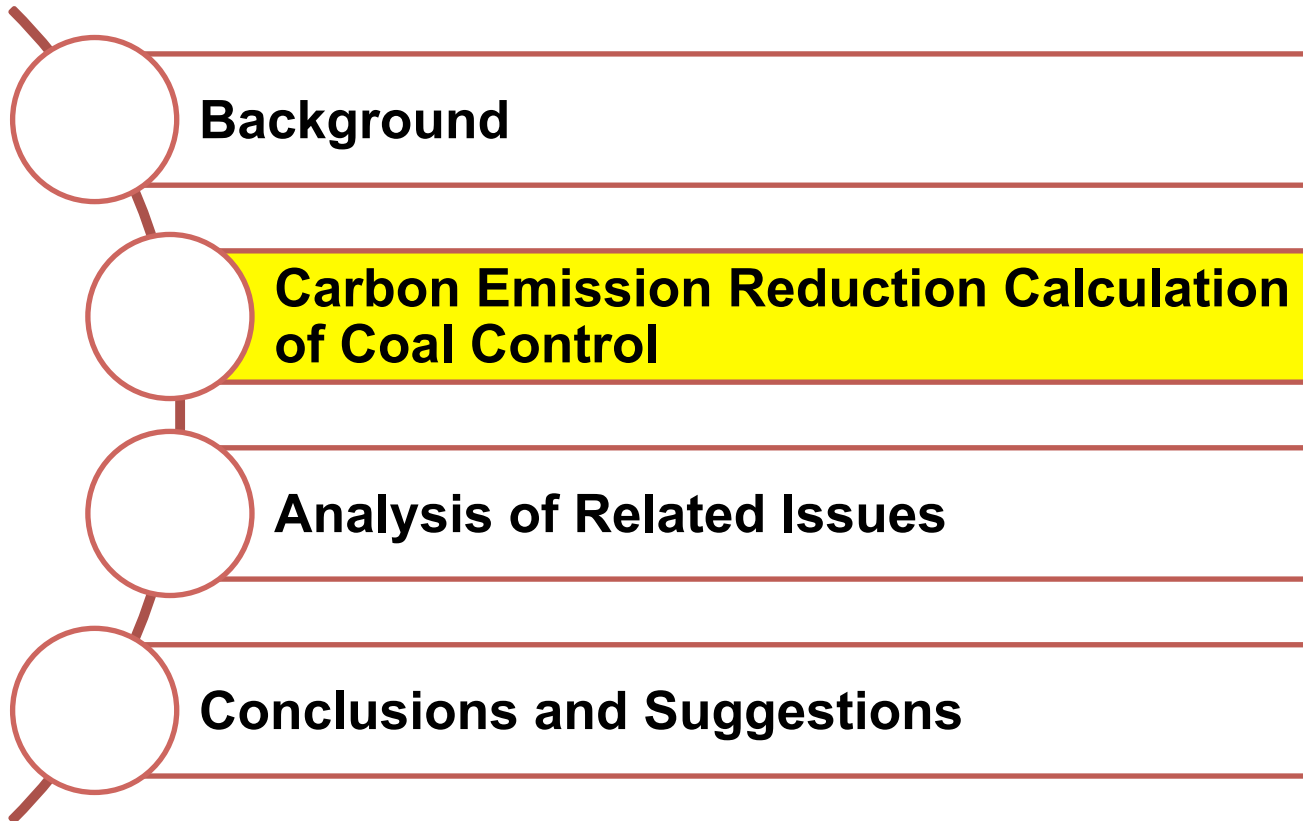 Background
Carbon Emission Reduction Calculation
of Coal Control
Analysis of Related Issues
Conclusions and Suggestions